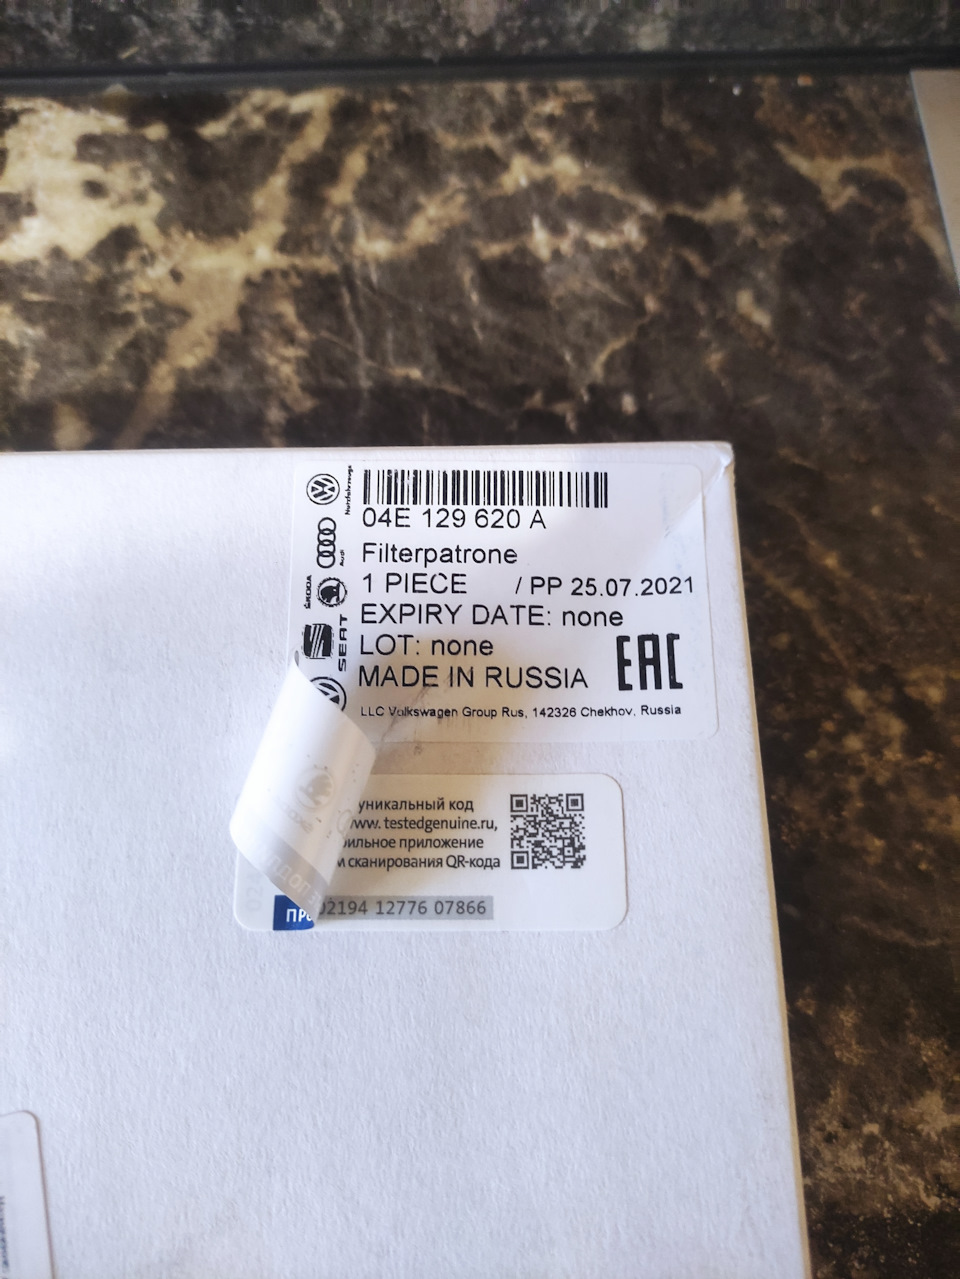 04E 129 620 A
Filterpatrone
1 PIECE / PP 25.07.2021
EXPIRY DATE: none
LOT: none
MADE IN RUSSIA
EAC
LLC Volkswagen Group Rus, 142326 Chekhov, Russia
Nutzfahrzeuge
Audi
ŠKODA
SEAT
уникальный код
www.testedgenuine.ru,
приложение
сканирования QR-кода
02194 12776 07866